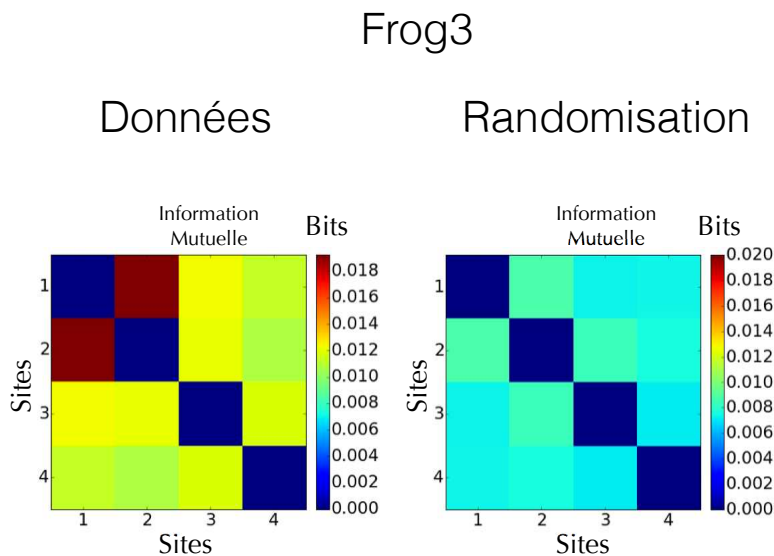 Frog3
Données
Randomisation
Information
Mutuelle
Bits
0.018
0.016
0.014
0.012
0.010
0.008
0.006
0.004
0.002
0.000
1
2
3
4
Sites
1 2 3 4
Sites
Information
Mutuelle
Bits
0.020
0.018
0.016
0.014
0.012
0.010
0.008
0.006
0.004
0.002
0.000
1
2
3
4
Sites
1 2 3 4
Sites